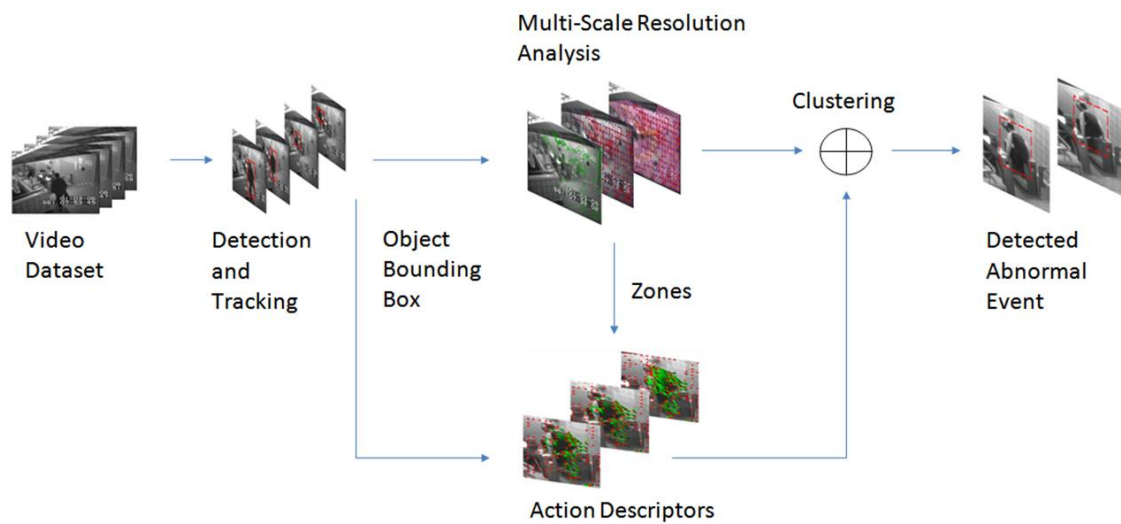 Multi-Scale Resolution
Analysis
Clustering
Video
Dataset
Detection
and
Tracking
Object
Bounding
Box
Zones
Detected
Abnormal
Event
Action Descriptors